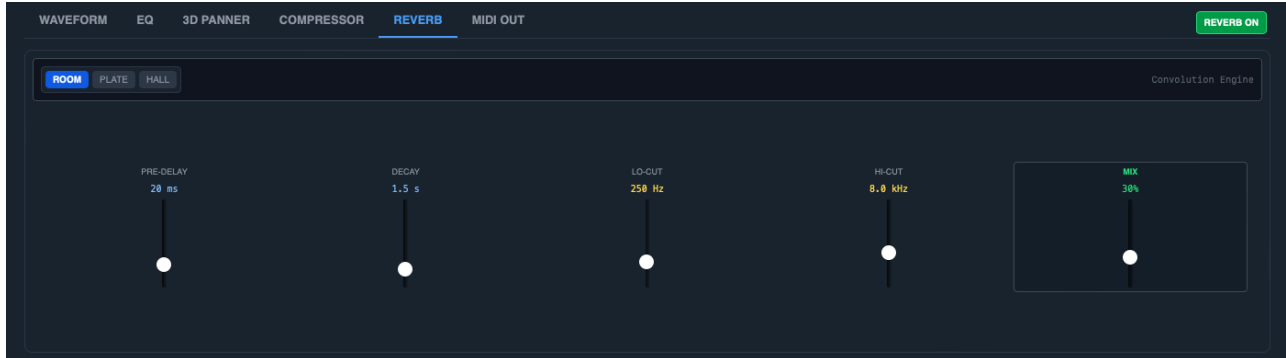 WAVEFORM EQ 3D PANNER COMPRESSOR REVERB MIDI OUT REVERB ON
ROOM PLATE HALL Convolution Engine
PRE-DELAY DECAY LO-CUT HI-CUT MIX
20 ms 1.5 s 250 Hz 8.0 kHz 30%